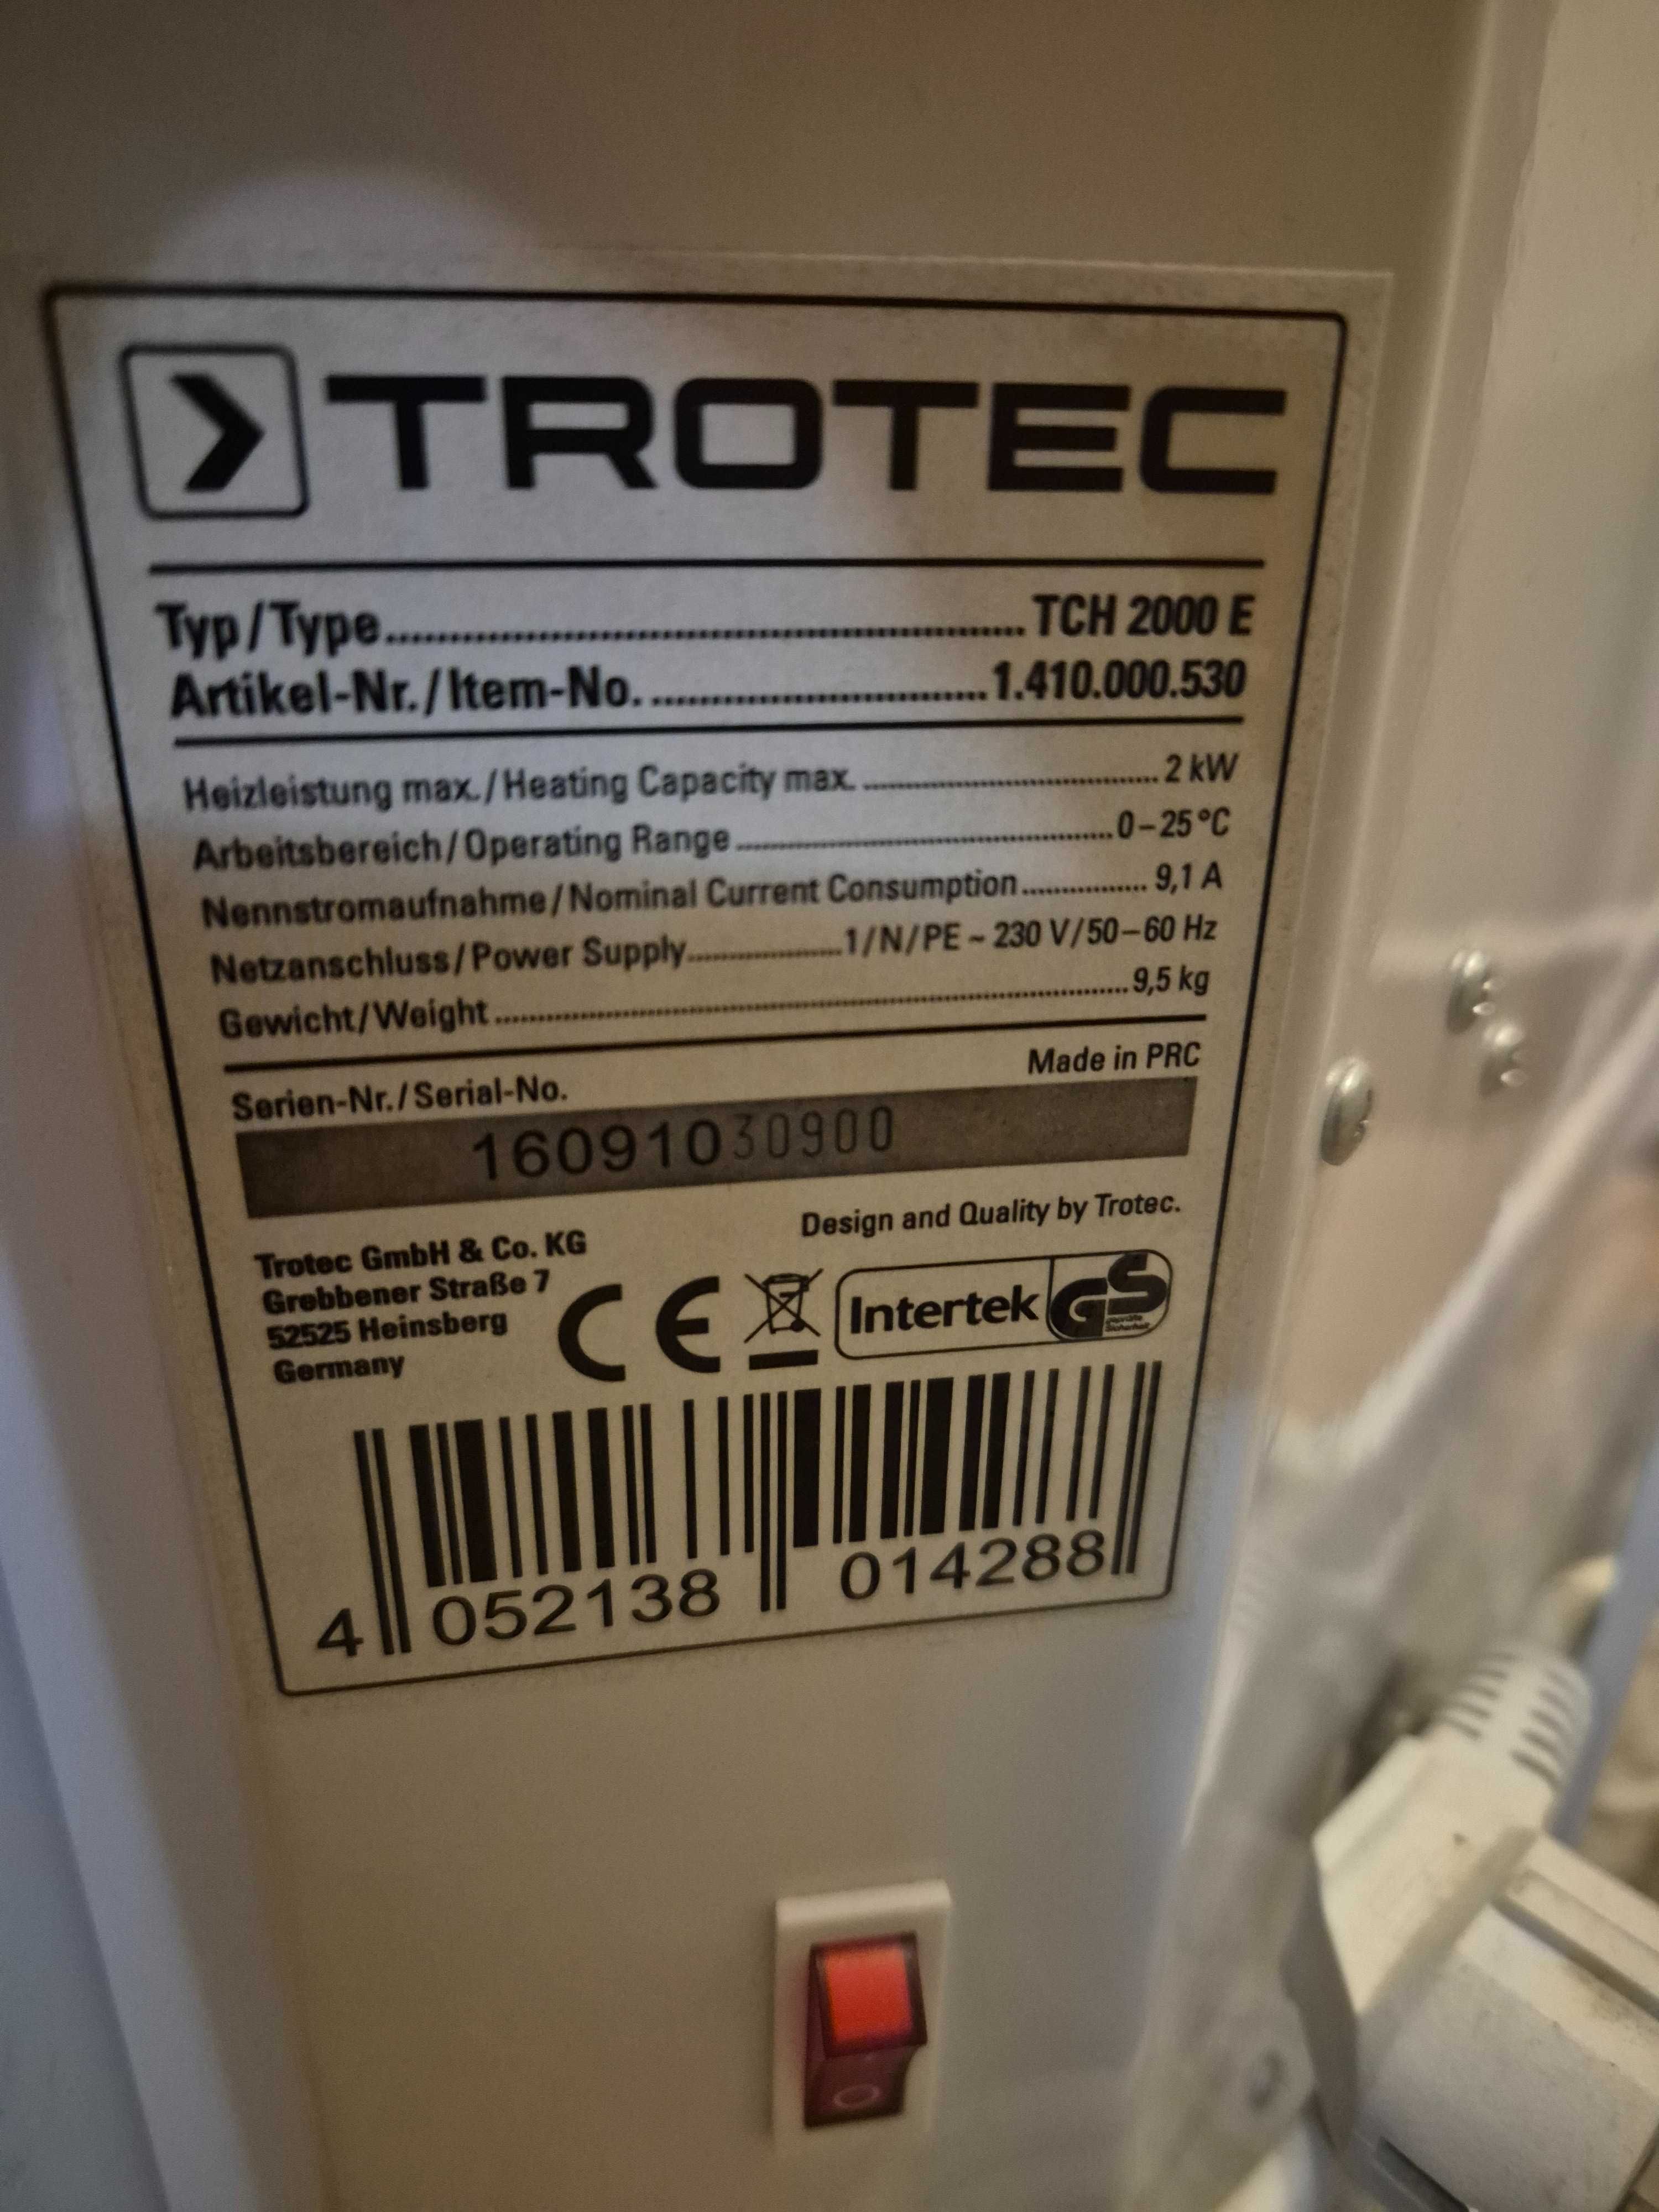 TROTEC
Typ/Type........................................................TCH 2000 E
Artikel-Nr./Item-No. ..............................1.410.000.530
Heizleistung max./Heating Capacity max. ................................ 2 kW
Arbeitsbereich/Operating Range .........................................0–25°C
Nennstromaufnahme/Nominal Current Consumption ............... 9,1 A
Netzanschluss/Power Supply...................1/N/PE ~ 230 V/50–60 Hz
Gewicht/Weight ..........................................................................9,5 kg
Serien-Nr./Serial-No. Made in PRC
16091030900
Design and Quality by Trotec.
Trotec GmbH & Co. KG
Grebbener Straße 7
52525 Heinsberg
Germany
CE
Intertek GS
geprüfte
Sicherheit
4 052138 014288